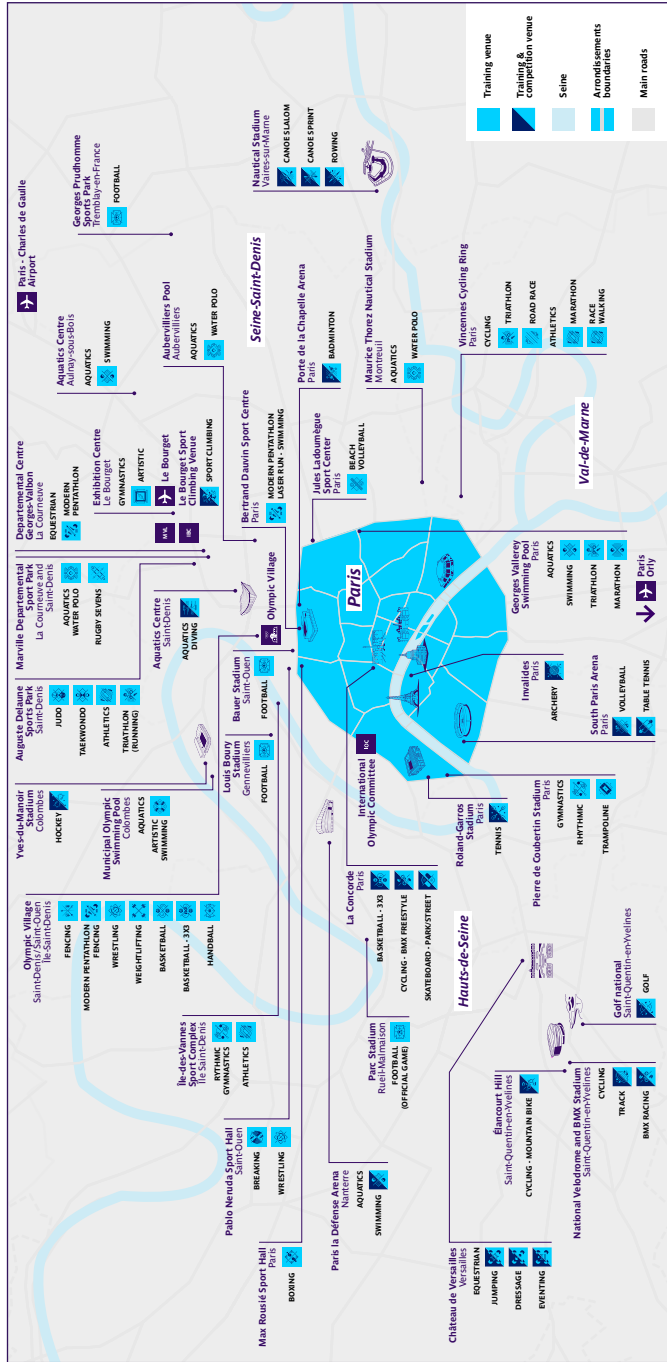 Georges Prudhomme
Sports Park
Tremblay-en-France
FOOTBALL
Paris - Charles de Gaulle
Airport
Aquatics Centre
Aulnay-sous-Bois
AQUATICS
SWIMMING
Aubervilliers Pool
Aubervilliers
AQUATICS
WATER POLO
Departmental Centre
Georges-Valbon
La Courneuve
EQUESTRIAN
MODERN
PENTATHLON
Exhibition Centre
Le Bourget
GYMNASTICS
ARTISTIC
Le Bourget
Le Bourget Sport
Climbing Venue
SPORT CLIMBING
MVL
IBC
Bertrand Dauvin Sport Centre
Paris
MODERN PENTATHLON
LASER RUN - SWIMMING
Marville Departmental
Sport Park
La Courneuve and
Saint-Denis
AQUATICS
WATER POLO
RUGBY SEVENS
Aquatics Centre
Saint-Denis
AQUATICS
DIVING
Olympic Village
Auguste Delaune
Sports Park
Saint-Denis
JUDO
TAEKWONDO
ATHLETICS
TRIATHLON
(RUNNING)
Bauer Stadium
Saint-Ouen
FOOTBALL
Louis Boury
Stadium
Gennevilliers
FOOTBALL
Yves-du-Manoir
Stadium
Colombes
HOCKEY
Municipal Olympic
Swimming Pool
Colombes
AQUATICS
ARTISTIC
SWIMMING
Olympic Village
Saint-Denis/Saint-Ouen
Île-Saint-Denis
FENCING
MODERN PENTATHLON
FENCING
WRESTLING
WEIGHTLIFTING
BASKETBALL
BASKETBALL - 3X3
HANDBALL
Île-des-Vannes
Sport Complex
Île Saint-Denis
RYTHMIC
GYMNASTICS
ATHLETICS
Pablo Neruda Sport Hall
Saint-Ouen
BREAKING
WRESTLING
Max Rousié Sport Hall
Paris
BOXING
Paris la Défense Arena
Nanterre
AQUATICS
SWIMMING
Parc Stadium
Rueil-Malmaison
FOOTBALL
(OFFICIAL GAME)
La Concorde
Paris
BASKETBALL - 3X3
CYCLING - BMX FREESTYLE
SKATEBOARD - PARK/STREET
International
Olympic Committee
IOC
Paris
Seine-Saint-Denis
Nautical Stadium
Vaires-sur-Marne
CANOE SLALOM
CANOE SPRINT
ROWING
Porte de la Chapelle Arena
Paris
BADMINTON
Jules Ladoumègue
Sport Center
Paris
BEACH
VOLLEYBALL
Maurice Thorez Nautical Stadium
Montreuil
AQUATICS
WATER POLO
Vincennes Cycling Ring
Paris
CYCLING
TRIATHLON
ROAD RACE
ATHLETICS
MARATHON
RACE
WALKING
Val-de-Marne
Georges Vallerey
Swimming Pool
Paris
AQUATICS
SWIMMING
TRIATHLON
MARATHON
Paris
Orly
Invalides
Paris
ARCHERY
South Paris Arena
Paris
VOLLEYBALL
TABLE TENNIS
Roland-Garros
Stadium
Paris
TENNIS
Pierre de Coubertin Stadium
Paris
GYMNASTICS
RHYTHMIC
TRAMPOLINE
Hauts-de-Seine
Golf national
Saint-Quentin-en-Yvelines
GOLF
Élancourt Hill
Saint-Quentin-en-Yvelines
CYCLING - MOUNTAIN BIKE
National Velodrome and BMX Stadium
Saint-Quentin-en-Yvelines
CYCLING
TRACK
BMX RACING
Château de Versailles
Versailles
EQUESTRIAN
JUMPING
DRESSAGE
EVENTING
Training venue
Training &
competition venue
Seine
Arrondissements
boundaries
Main roads